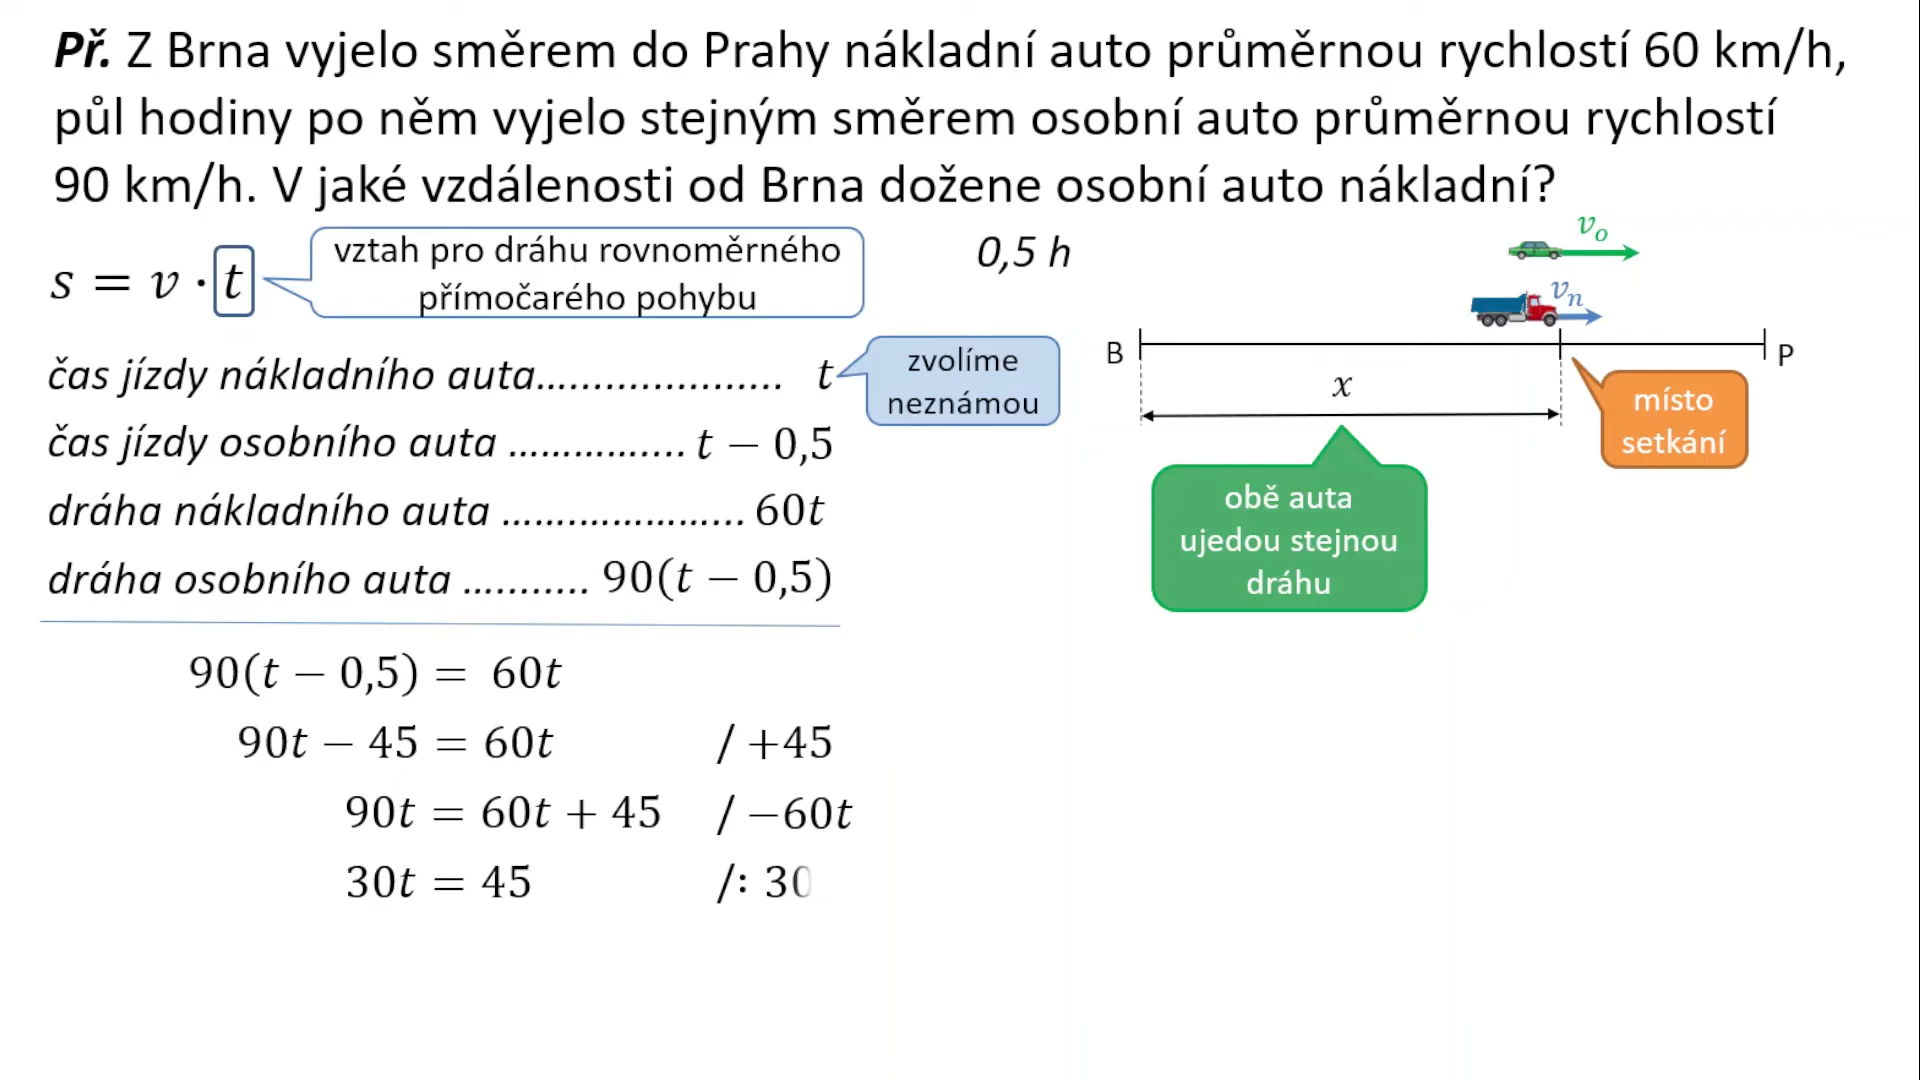 Př. Z Brna vyjelo směrem do Prahy nákladní auto průměrnou rychlostí 60 km/h,
půl hodiny po něm vyjelo stejným směrem osobní auto průměrnou rychlostí
90 km/h. V jaké vzdálenosti od Brna dožene osobní auto nákladní?
s = v · t
vztah pro dráhu rovnoměrného
přímočarého pohybu
0,5 h
v_o
v_n
B
P
x
místo
setkání
obě auta
ujedou stejnou
dráhu
čas jízdy nákladního auta...................... t
zvolíme
neznámou
čas jízdy osobního auta ................ t − 0,5
dráha nákladního auta ...................... 60t
dráha osobního auta ........... 90(t − 0,5)
90(t − 0,5) = 60t
90t − 45 = 60t / +45
90t = 60t + 45 / −60t
30t = 45 /: 30